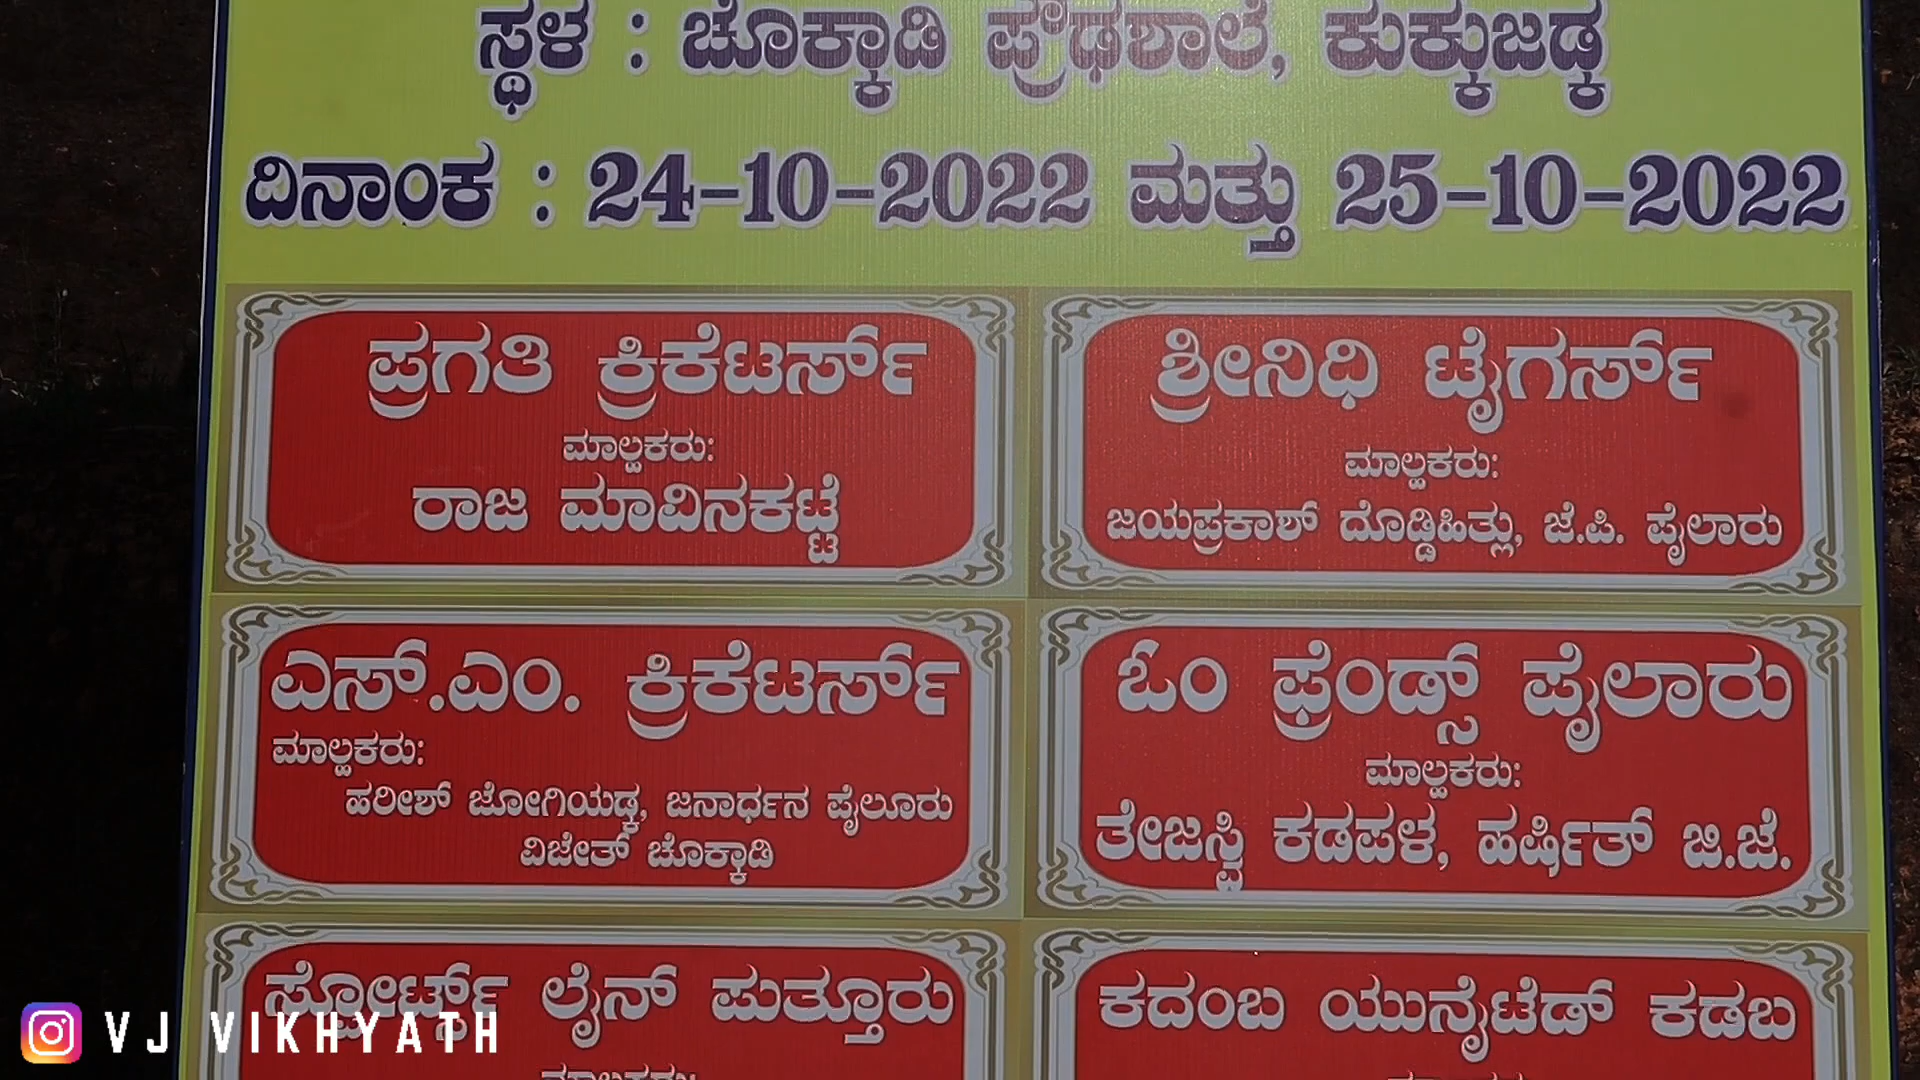 ಸ್ಥಳ : ಚೊಕ್ಕಾಡಿ ಪ್ರೌಢಶಾಲೆ, ಕುಕ್ಕುಜಡ್ಕ
ದಿನಾಂಕ : 24-10-2022 ಮತ್ತು 25-10-2022
ಪ್ರಗತಿ ಕ್ರಿಕೆಟರ್ಸ್
ಮಾಲ್ಹಕರು:
ರಾಜ ಮಾವಿನಕಟ್ಟೆ
ಶ್ರೀನಿಧಿ ಟೈಗರ್ಸ್
ಮಾಲ್ಹಕರು:
ಜಯಪ್ರಕಾಶ್ ದೊಡ್ಡಿಹಿತ್ಲು, ಜೆ.ಪಿ. ಪೈಲಾರು
ಎಸ್.ಎಂ. ಕ್ರಿಕೆಟರ್ಸ್
ಮಾಲ್ಹಕರು:
ಹರೀಶ್ ಜೋಗಿಯಡ್ಕ, ಜನಾರ್ಧನ ಪೈಲೂರು
ವಿಜೇತ್ ಚೊಕ್ಕಾಡಿ
ಓಂ ಫ್ರೆಂಡ್ಸ್ ಪೈಲಾರು
ಮಾಲ್ಹಕರು:
ತೇಜಸ್ವಿ ಕಡಪಳ, ಹರ್ಷಿತ್ ಜಿ.ಜೆ.
ಸ್ಪೋರ್ಟ್ಸ್ ಲೈನ್ ಪುತ್ತೂರು
ಕದಂಬ ಯುನೈಟೆಡ್ ಕಡಬ
VJ VIKHYATH